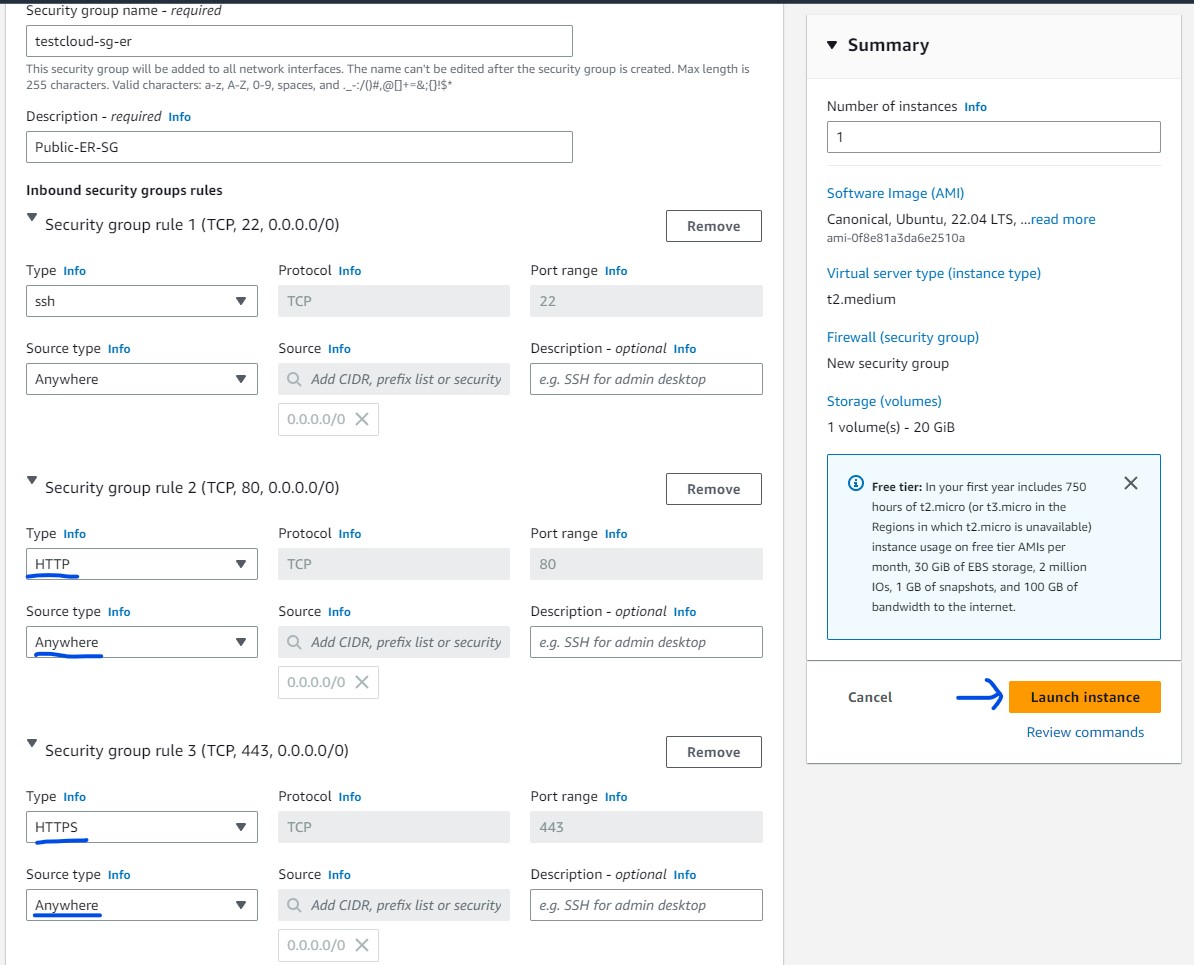 Security group name - required
testcloud-sg-er
This security group will be added to all network interfaces. The name can't be edited after the security group is created. Max length is
255 characters. Valid characters: a-z, A-Z, 0-9, spaces, and ._-:/()#,@[]+=&;{}!$*
Description - required Info
Public-ER-SG
Inbound security groups rules
Security group rule 1 (TCP, 22, 0.0.0.0/0)
Remove
Type Info
Protocol Info
Port range Info
ssh
TCP
22
Source type Info
Source Info
Description - optional Info
Anywhere
Add CIDR, prefix list or security
e.g. SSH for admin desktop
0.0.0.0/0
Security group rule 2 (TCP, 80, 0.0.0.0/0)
Remove
Type Info
Protocol Info
Port range Info
HTTP
TCP
80
Source type Info
Source Info
Description - optional Info
Anywhere
Add CIDR, prefix list or security
e.g. SSH for admin desktop
0.0.0.0/0
Security group rule 3 (TCP, 443, 0.0.0.0/0)
Remove
Type Info
Protocol Info
Port range Info
HTTPS
TCP
443
Source type Info
Source Info
Description - optional Info
Anywhere
Add CIDR, prefix list or security
e.g. SSH for admin desktop
0.0.0.0/0
Summary
Number of instances Info
1
Software Image (AMI)
Canonical, Ubuntu, 22.04 LTS, ...read more
ami-0f8e81a3da6e2510a
Virtual server type (instance type)
t2.medium
Firewall (security group)
New security group
Storage (volumes)
1 volume(s) - 20 GiB
Free tier: In your first year includes 750
hours of t2.micro (or t3.micro in the
Regions in which t2.micro is unavailable)
instance usage on free tier AMIs per
month, 30 GiB of EBS storage, 2 million
IOs, 1 GB of snapshots, and 100 GB of
bandwidth to the internet.
Cancel
Launch instance
Review commands